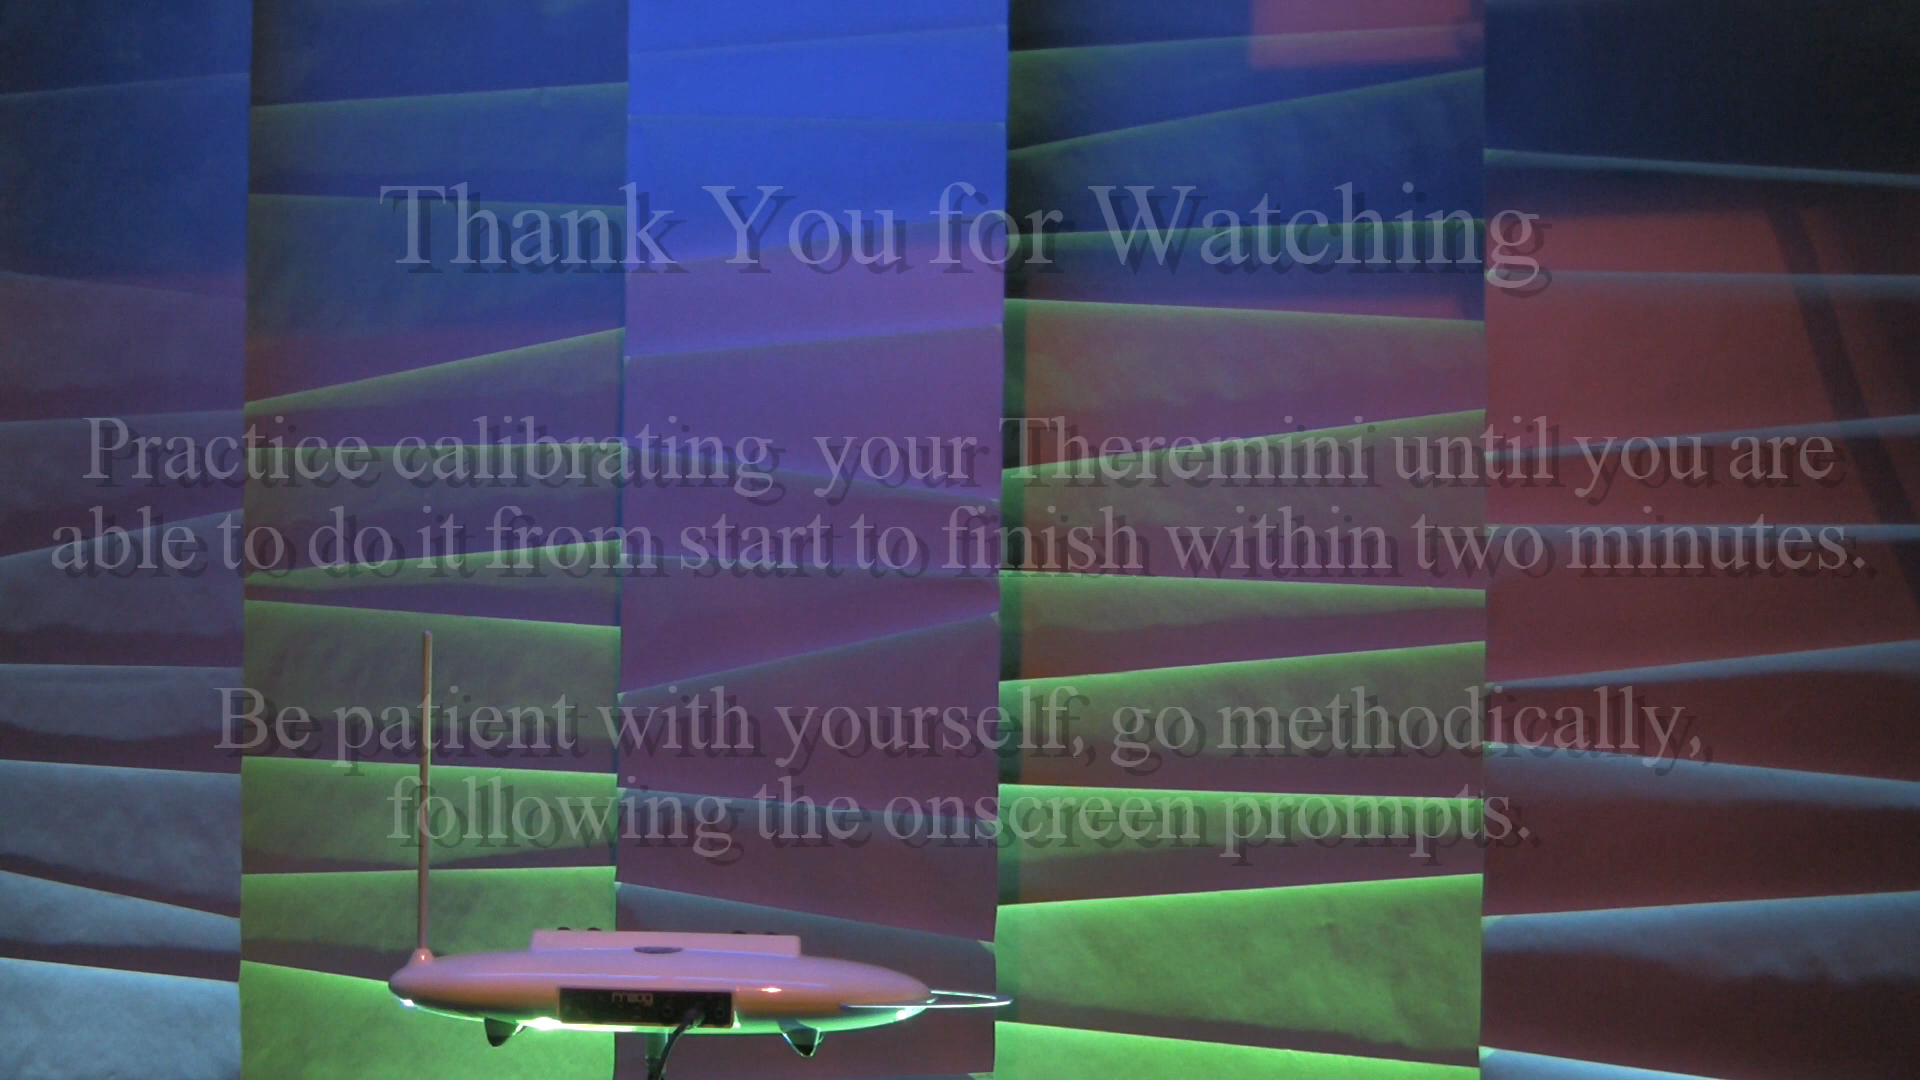 Thank You for Watching
Practice calibrating your Theremini until you are
able to do it from start to finish within two minutes.
Be patient with yourself, go methodically,
following the onscreen prompts.
moog